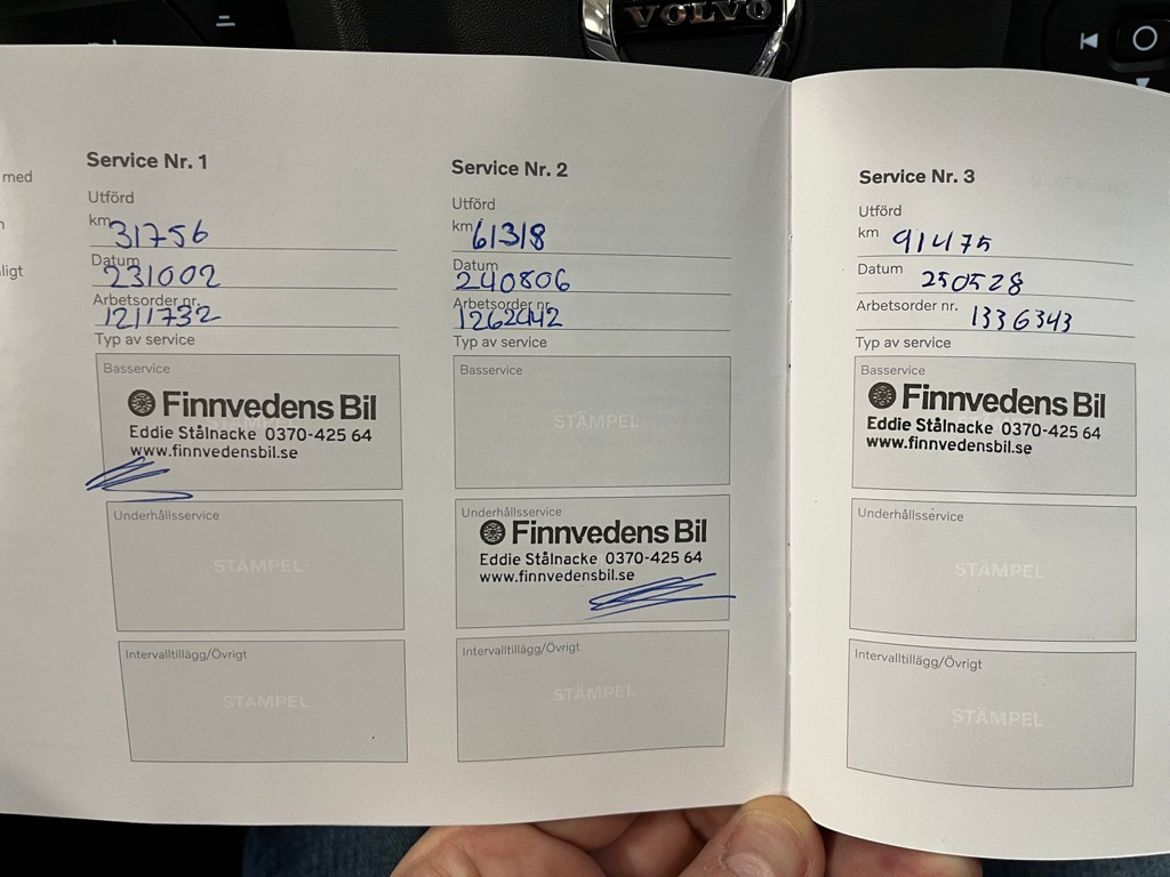 VOLVO
med
ligt
Service Nr. 1
Utförd
km 31756
Datum 231002
Arbetsorder nr. 1211732
Typ av service
Basservice
Finnvedens Bil
Eddie Stålnacke 0370-425 64
www.finnvedensbil.se
Underhållsservice
STÄMPEL
Intervalltillägg/Övrigt
STÄMPEL
Service Nr. 2
Utförd
km 61318
Datum 240806
Arbetsorder nr. 1262442
Typ av service
Basservice
STÄMPEL
Underhållsservice
Finnvedens Bil
Eddie Stålnacke 0370-425 64
www.finnvedensbil.se
Intervalltillägg/Övrigt
STÄMPEL
Service Nr. 3
Utförd
km 91475
Datum 250528
Arbetsorder nr. 1336343
Typ av service
Basservice
Finnvedens Bil
Eddie Stålnacke 0370-425 64
www.finnvedensbil.se
Underhållsservice
STÄMPEL
Intervalltillägg/Övrigt
STÄMPEL